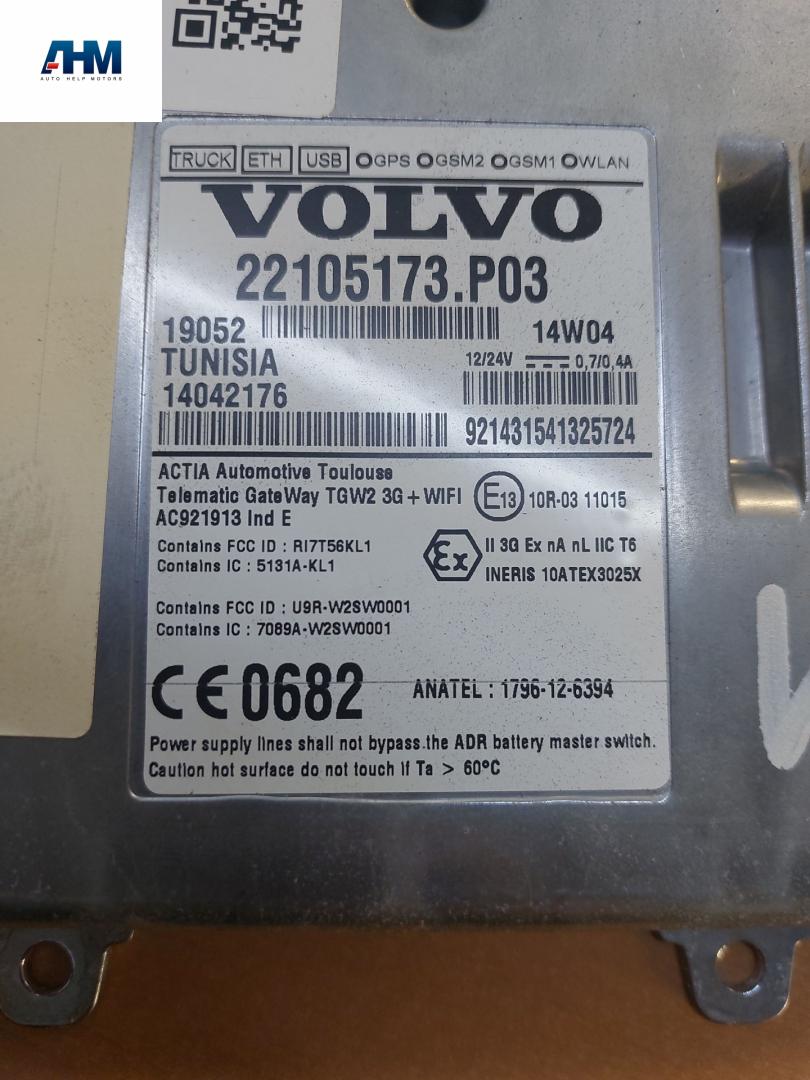 AHM
AUTO HELP MOTORS
TRUCK ETH USB GPS GSM2 GSM1 WLAN
VOLVO
22105173.P03
19052 14W04
TUNISIA 12/24V 0,7/0,4A
14042176
921431541325724
ACTIA Automotive Toulouse
Telematic GateWay TGW2 3G+WIFI E13 10R-03 11015
AC921913 Ind E
Contains FCC ID : RI7T56KL1 Ex II 3G Ex nA nL IIC T6
Contains IC : 5131A-KL1 INERIS 10ATEX3025X
Contains FCC ID : U9R-W2SW0001
Contains IC : 7089A-W2SW0001
CE0682 ANATEL : 1796-12-6394
Power supply lines shall not bypass.the ADR battery master switch.
Caution hot surface do not touch if Ta > 60°C